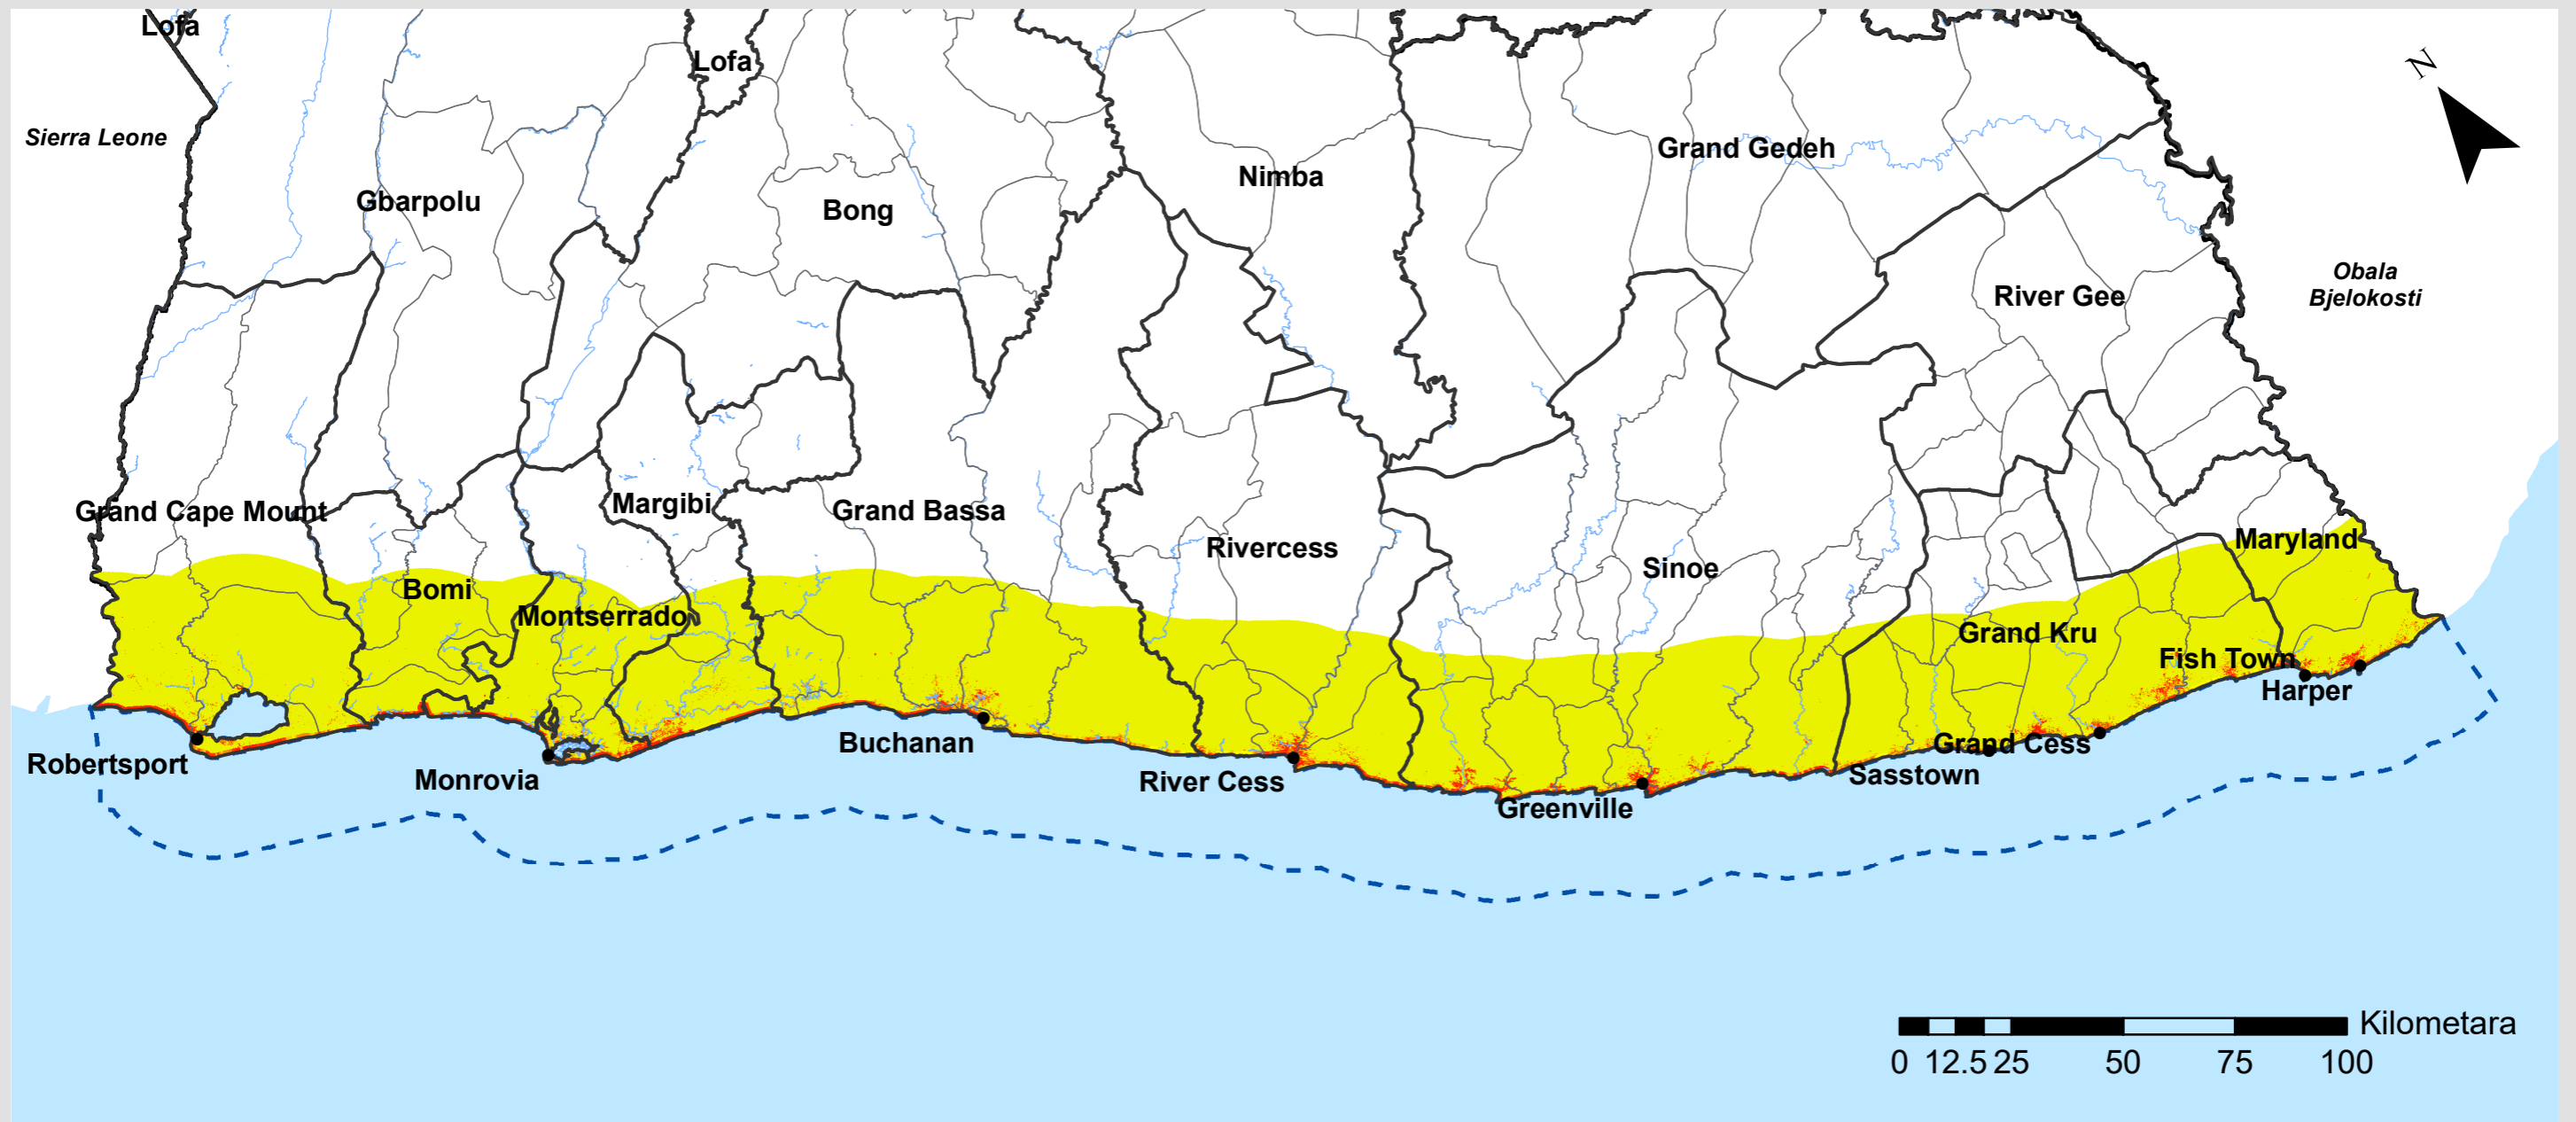 Lofa
Lofa
N
Sierra Leone
Grand Gedeh
Nimba
Gbarpolu
Bong
Obala
Bjelokosti
River Gee
Grand Cape Mount
Margibi
Grand Bassa
Rivercess
Maryland
Sinoe
Bomi
Montserrado
Grand Kru
Fish Town
Harper
Robertsport
Monrovia
Buchanan
River Cess
Grand Cess
Sasstown
Greenville
Kilometara
0 12.5 25 50 75 100